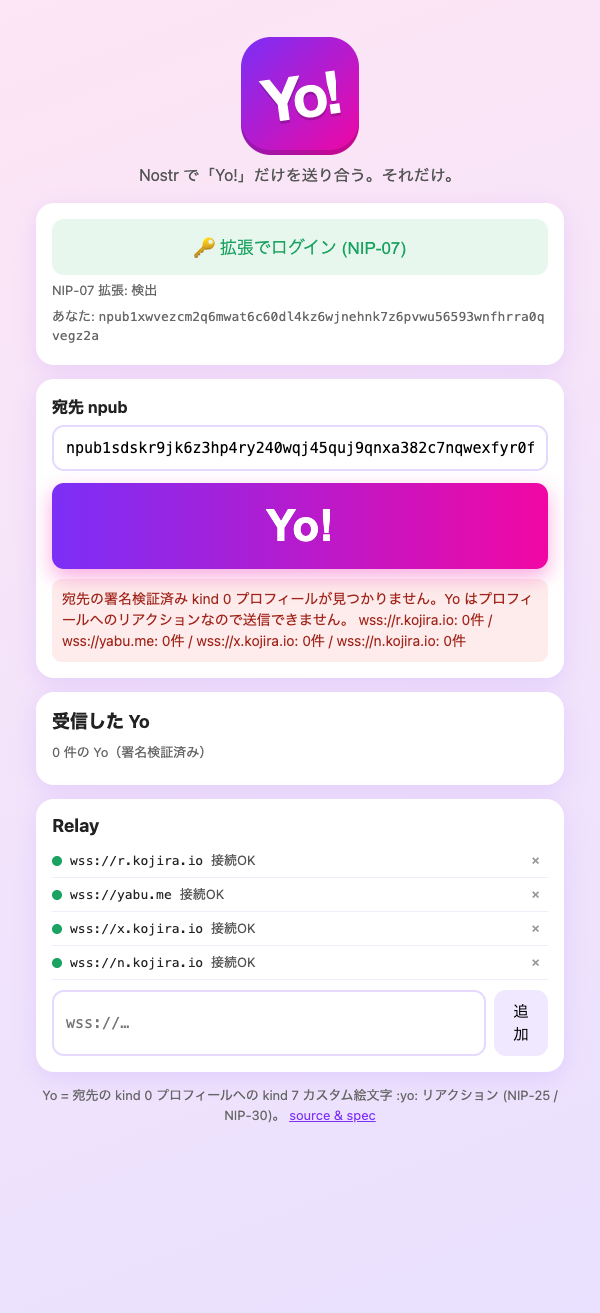 Yo!
Nostr で「Yo!」だけを送り合う。それだけ。
🔑 拡張でログイン (NIP-07)
NIP-07 拡張: 検出
あなた: npub1xwvezcm2q6mwat6c60dl4kz6wjnehnk7z6pvwu56593wnfhrra0q
vegz2a
宛先 npub
npub1sdskr9jk6z3hp4ry240wqj45quj9qnxa382c7nqwexfyr0f
Yo!
宛先の署名検証済み kind 0 プロフィールが見つかりません。Yo はプロフィ
ールへのリアクションなので送信できません。 wss://r.kojira.io: 0件 /
wss://yabu.me: 0件 / wss://x.kojira.io: 0件 / wss://n.kojira.io: 0件
受信した Yo
0 件の Yo（署名検証済み）
Relay
wss://r.kojira.io 接続OK ×
wss://yabu.me 接続OK ×
wss://x.kojira.io 接続OK ×
wss://n.kojira.io 接続OK ×
wss://…
追
加
Yo = 宛先の kind 0 プロフィールへの kind 7 カスタム絵文字 :yo: リアクション (NIP-25 /
NIP-30)。 source & spec